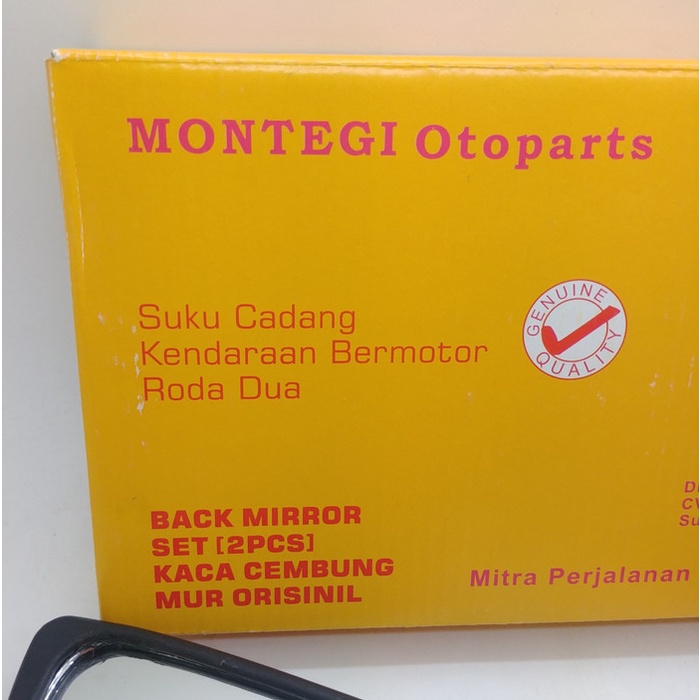 MONTEGI Otoparts
Suku Cadang
Kendaraan Bermotor
Roda Dua
GENUINE
QUALITY
BACK MIRROR
SET [2PCS]
KACA CEMBUNG
MUR ORISINIL
Mitra Perjalanan